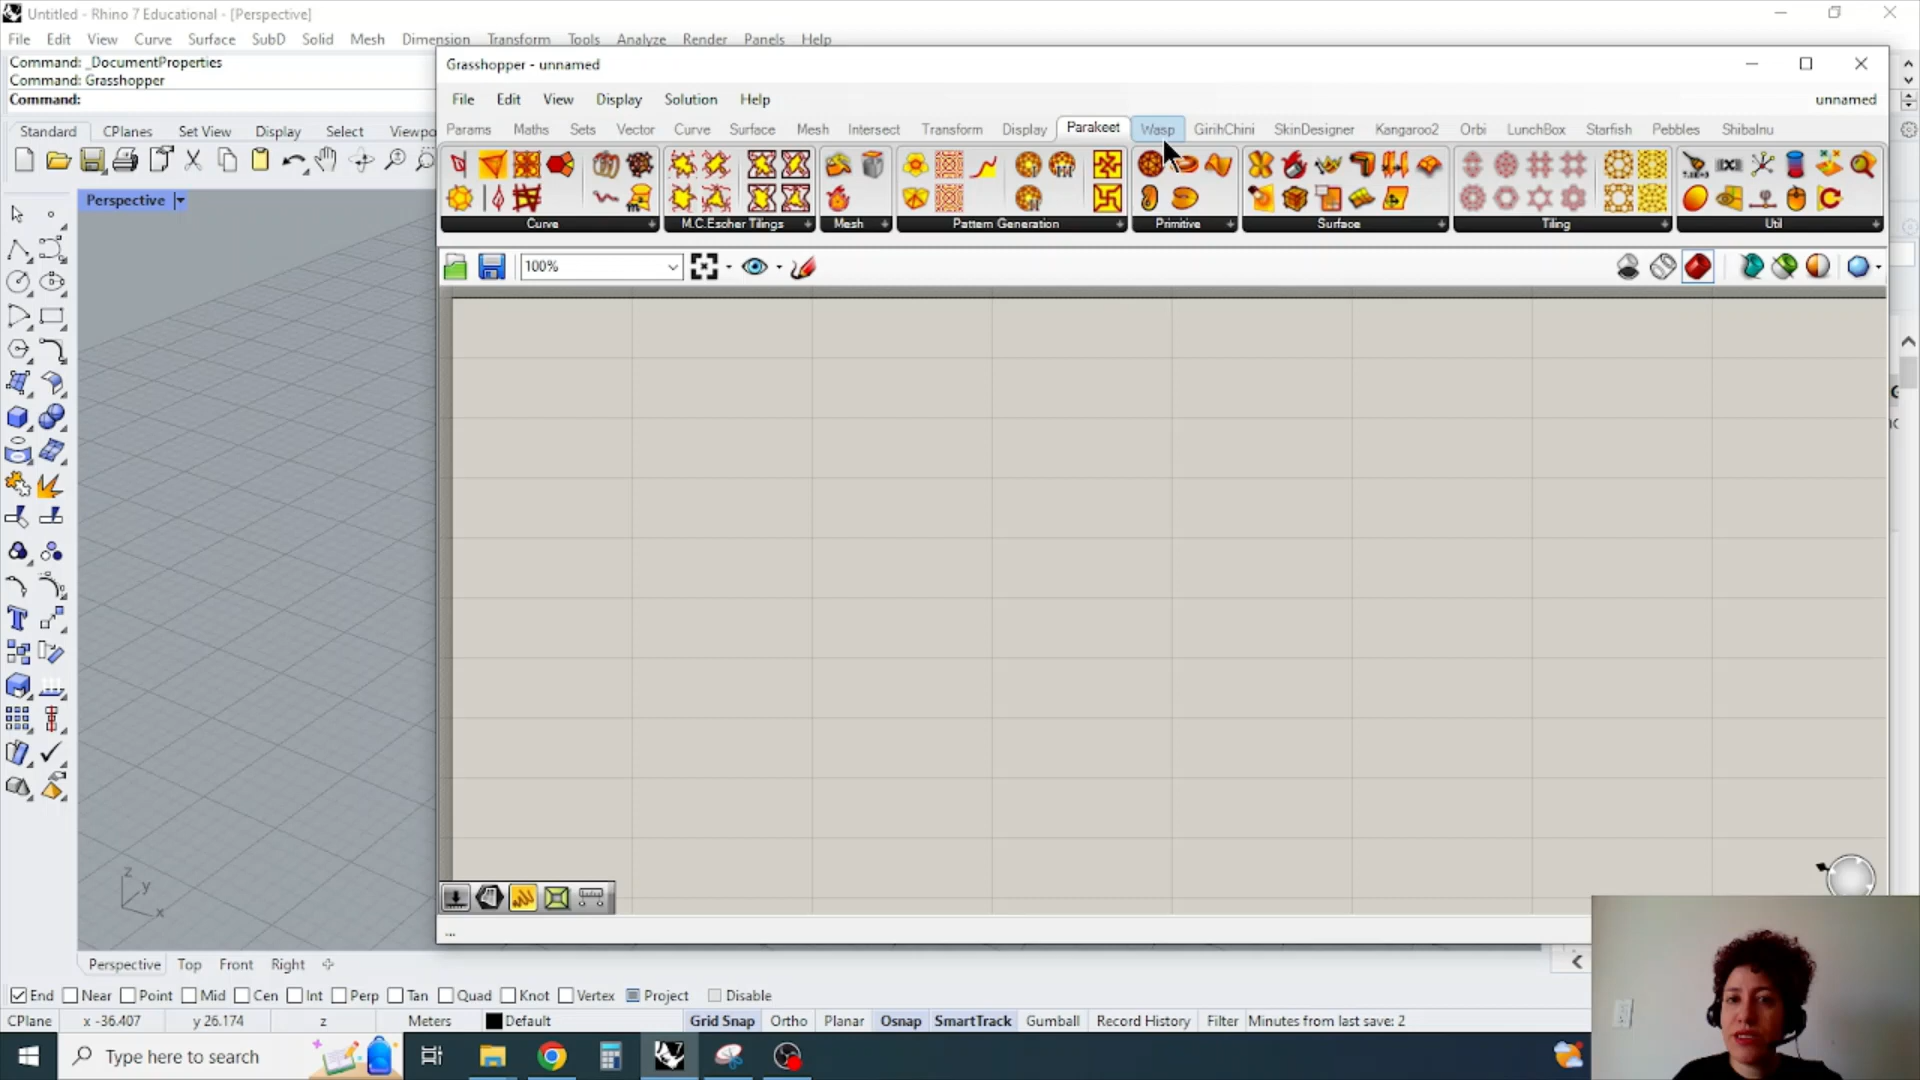 Untitled - Rhino 7 Educational - [Perspective]
File Edit View Curve Surface SubD Solid Mesh Dimension Transform Tools Analyze Render Panels Help
Command: _DocumentProperties
Command: Grasshopper
Command:
Standard CPlanes Set View Display Select Viewpo
Perspective
Grasshopper - unnamed
File Edit View Display Solution Help unnamed
Params Maths Sets Vector Curve Surface Mesh Intersect Transform Display Parakeet Wasp GirihChini SkinDesigner Kangaroo2 Orbi LunchBox Starfish Pebbles ShibaInu
Curve M.C.Escher Tilings Mesh Pattern Generation Primitive Surface Tiling Util
100%
z
y
x
...
Perspective Top Front Right
End Near Point Mid Cen Int Perp Tan Quad Knot Vertex Project Disable
CPlane x -36.407 y 26.174 z Meters Default Grid Snap Ortho Planar Osnap SmartTrack Gumball Record History Filter Minutes from last save: 2
Type here to search